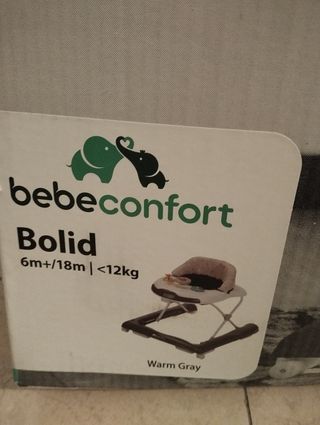 bebeconfort
Bolid
6m+/18m | <12kg
Warm Gray